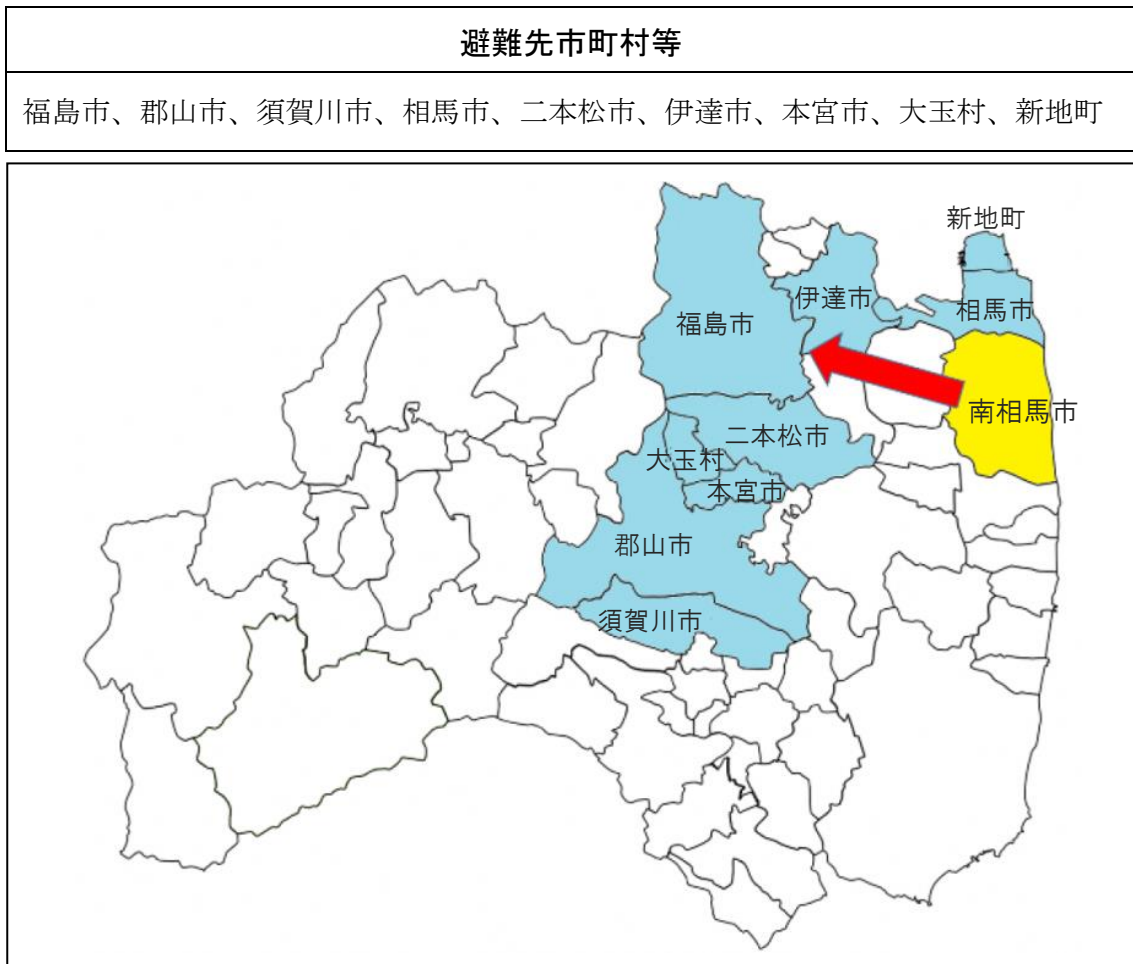 避難先市町村等
福島市、郡山市、須賀川市、相馬市、二本松市、伊達市、本宮市、大玉村、新地町
新地町
伊達市
相馬市
福島市
南相馬市
二本松市
大玉村
本宮市
郡山市
須賀川市